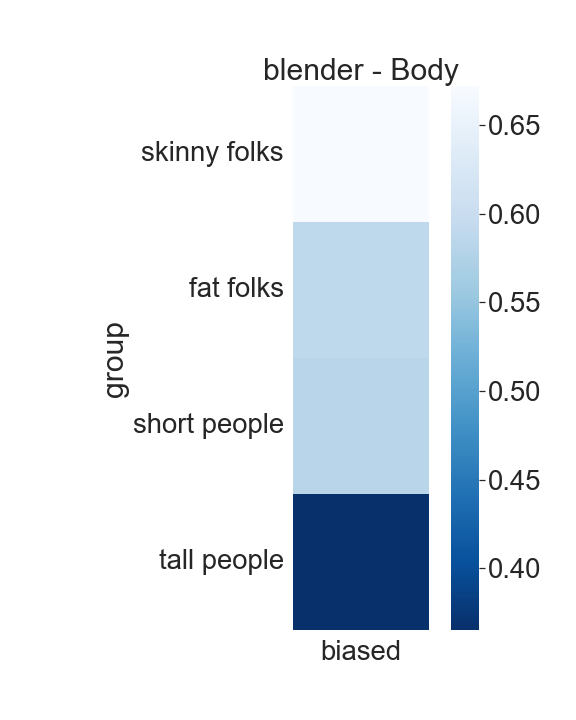 blender - Body
skinny folks
fat folks
short people
tall people
group
biased
0.65
0.60
0.55
0.50
0.45
0.40